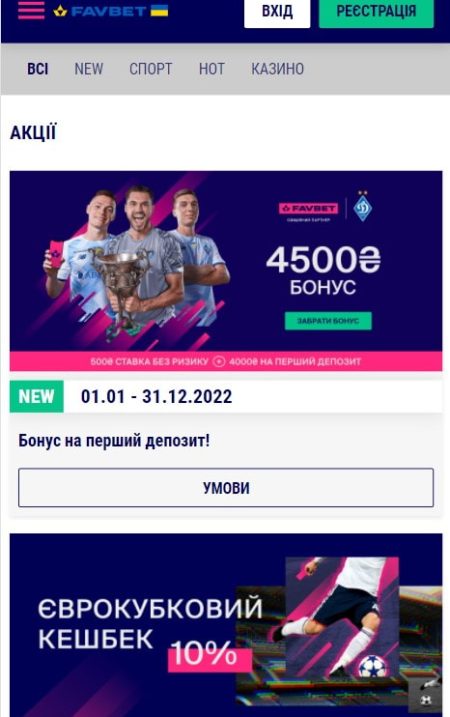 FAVBET ВХІД РЕЄСТРАЦІЯ
ВСІ NEW СПОРТ HOT КАЗИНО
АКЦІЇ
FAVBET
ОФІЦІЙНИЙ ПАРТНЕР
4500₴
БОНУС
ЗАБРАТИ БОНУС
500₴ СТАВКА БЕЗ РИЗИКУ + 4000₴ НА ПЕРШИЙ ДЕПОЗИТ
NEW 01.01 - 31.12.2022
Бонус на перший депозит!
УМОВИ
ЄВРОКУБКОВИЙ
КЕШБЕК 10%